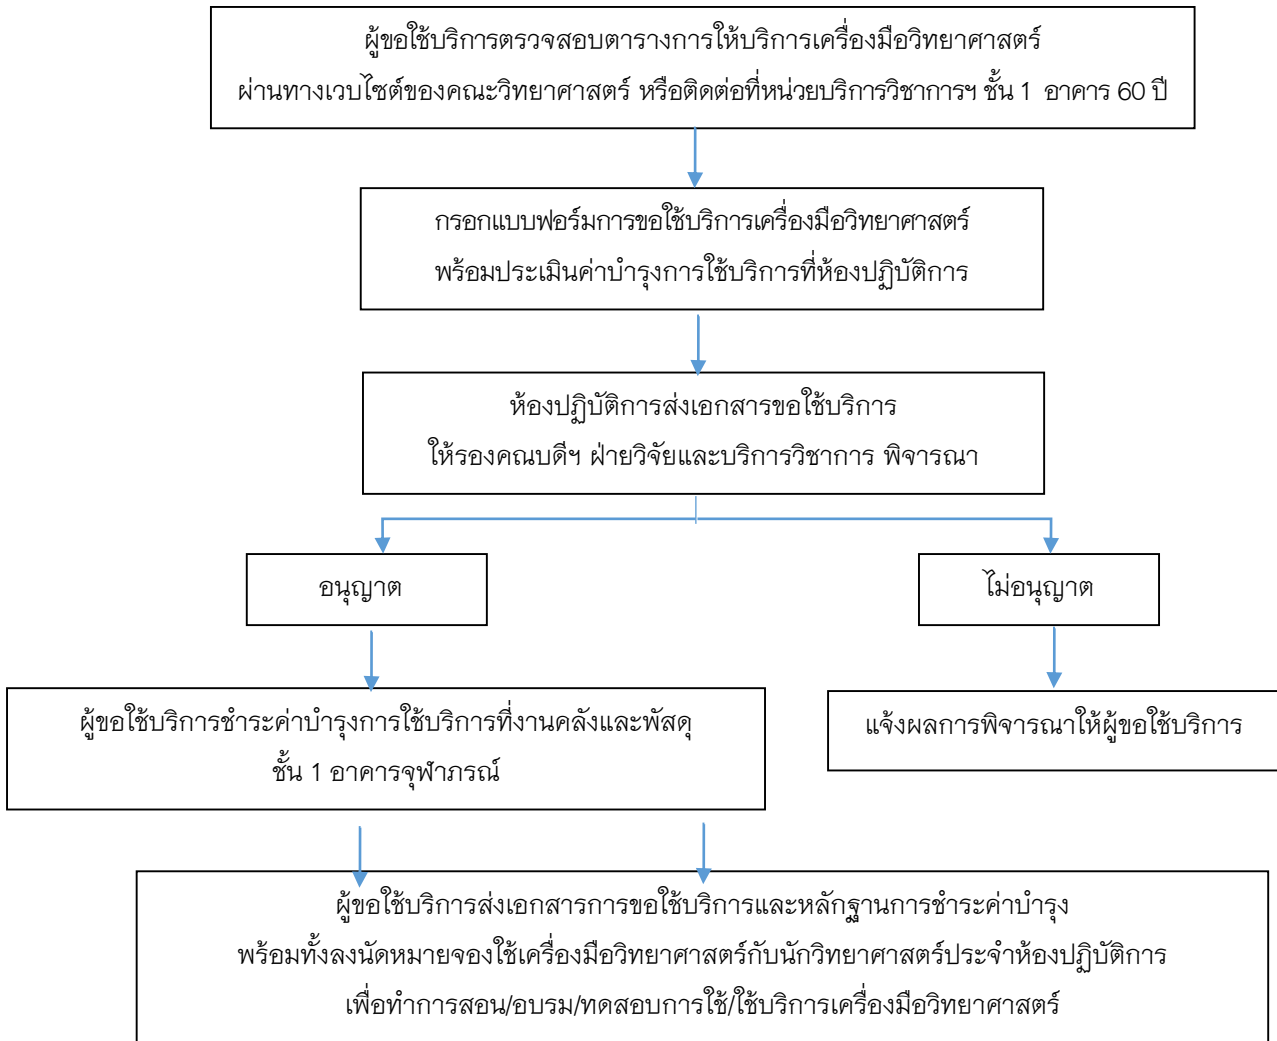 ผู้ขอใช้บริการตรวจสอบตารางการให้บริการเครื่องมือวิทยาศาสตร์
ผ่านทางเวบไซต์ของคณะวิทยาศาสตร์ หรือติดต่อที่หน่วยบริการวิชาการฯ ชั้น 1 อาคาร 60 ปี
กรอกแบบฟอร์มการขอใช้บริการเครื่องมือวิทยาศาสตร์
พร้อมประเมินค่าบำรุงการใช้บริการที่ห้องปฏิบัติการ
ห้องปฏิบัติการส่งเอกสารขอใช้บริการ
ให้รองคณบดีฯ ฝ่ายวิจัยและบริการวิชาการ พิจารณา
อนุญาต
ไม่อนุญาต
ผู้ขอใช้บริการชำระค่าบำรุงการใช้บริการที่งานคลังและพัสดุ
ชั้น 1 อาคารจุฬาภรณ์
แจ้งผลการพิจารณาให้ผู้ขอใช้บริการ
ผู้ขอใช้บริการส่งเอกสารการขอใช้บริการและหลักฐานการชำระค่าบำรุง
พร้อมทั้งลงนัดหมายจองใช้เครื่องมือวิทยาศาสตร์กับนักวิทยาศาสตร์ประจำห้องปฏิบัติการ
เพื่อทำการสอน/อบรม/ทดสอบการใช้/ใช้บริการเครื่องมือวิทยาศาสตร์